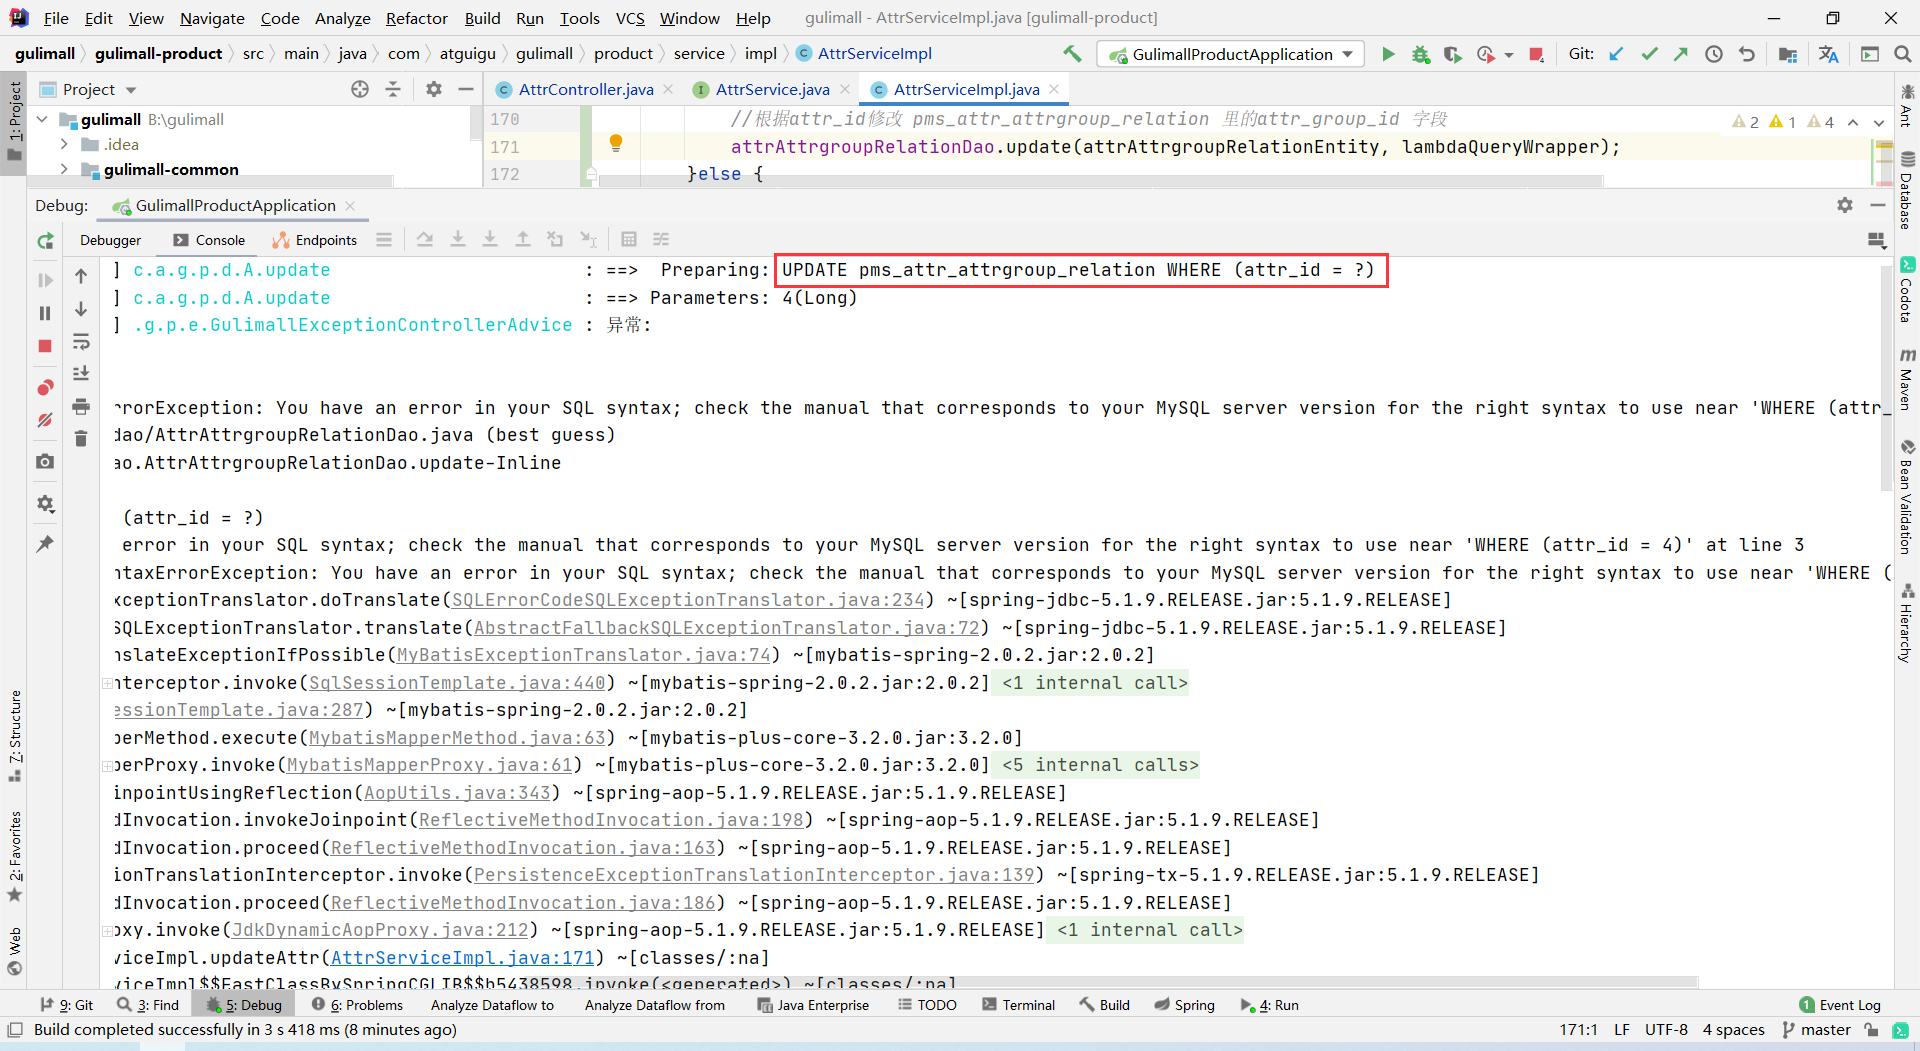 File Edit View Navigate Code Analyze Refactor Build Run Tools VCS Window Help gulimall - AttrServiceImpl.java [gulimall-product]
gulimall gulimall-product src main java com atguigu gulimall product service impl AttrServiceImpl GulimallProductApplication Git:
Project AttrController.java AttrService.java AttrServiceImpl.java
gulimall B:\gulimall
.idea
gulimall-common
170 //根据attr_id修改 pms_attr_attrgroup_relation 里的attr_group_id 字段
2 1 4
171 attrAttrgroupRelationDao.update(attrAttrgroupRelationEntity, lambdaQueryWrapper);
172 }else {
Debug: GulimallProductApplication
Debugger Console Endpoints
] c.a.g.p.d.A.update : ==>  Preparing: UPDATE pms_attr_attrgroup_relation WHERE (attr_id = ?)
] c.a.g.p.d.A.update : ==> Parameters: 4(Long)
] .g.p.e.GulimallExceptionControllerAdvice : 异常:
rrorException: You have an error in your SQL syntax; check the manual that corresponds to your MySQL server version for the right syntax to use near 'WHERE (attr_
dao/AttrAttrgroupRelationDao.java (best guess)
ao.AttrAttrgroupRelationDao.update-Inline
(attr_id = ?)
error in your SQL syntax; check the manual that corresponds to your MySQL server version for the right syntax to use near 'WHERE (attr_id = 4)' at line 3
ntaxErrorException: You have an error in your SQL syntax; check the manual that corresponds to your MySQL server version for the right syntax to use near 'WHERE (
xceptionTranslator.doTranslate(SQLErrorCodeSQLExceptionTranslator.java:234) ~[spring-jdbc-5.1.9.RELEASE.jar:5.1.9.RELEASE]
SQLExceptionTranslator.translate(AbstractFallbackSQLExceptionTranslator.java:72) ~[spring-jdbc-5.1.9.RELEASE.jar:5.1.9.RELEASE]
nslateExceptionIfPossible(MyBatisExceptionTranslator.java:74) ~[mybatis-spring-2.0.2.jar:2.0.2]
nterceptor.invoke(SqlSessionTemplate.java:440) ~[mybatis-spring-2.0.2.jar:2.0.2] <1 internal call>
essionTemplate.java:287) ~[mybatis-spring-2.0.2.jar:2.0.2]
perMethod.execute(MybatisMapperMethod.java:63) ~[mybatis-plus-core-3.2.0.jar:3.2.0]
perProxy.invoke(MybatisMapperProxy.java:61) ~[mybatis-plus-core-3.2.0.jar:3.2.0] <5 internal calls>
inpointUsingReflection(AopUtils.java:343) ~[spring-aop-5.1.9.RELEASE.jar:5.1.9.RELEASE]
dInvocation.invokeJoinpoint(ReflectiveMethodInvocation.java:198) ~[spring-aop-5.1.9.RELEASE.jar:5.1.9.RELEASE]
dInvocation.proceed(ReflectiveMethodInvocation.java:163) ~[spring-aop-5.1.9.RELEASE.jar:5.1.9.RELEASE]
ionTranslationInterceptor.invoke(PersistenceExceptionTranslationInterceptor.java:139) ~[spring-tx-5.1.9.RELEASE.jar:5.1.9.RELEASE]
dInvocation.proceed(ReflectiveMethodInvocation.java:186) ~[spring-aop-5.1.9.RELEASE.jar:5.1.9.RELEASE]
oxy.invoke(JdkDynamicAopProxy.java:212) ~[spring-aop-5.1.9.RELEASE.jar:5.1.9.RELEASE] <1 internal call>
viceImpl.updateAttr(AttrServiceImpl.java:171) ~[classes/:na]
viceImpl$$FastClassBySpringCGLIB$$b5438598.invoke(<generated>) ~[classes/:na]
1: Project
7: Structure
2: Favorites
Web
Ant
Database
Codota
Maven
Bean Validation
Hierarchy
9: Git 3: Find 5: Debug 6: Problems Analyze Dataflow to Analyze Dataflow from Java Enterprise TODO Terminal Build Spring 4: Run 1 Event Log
Build completed successfully in 3 s 418 ms (8 minutes ago) 171:1 LF UTF-8 4 spaces master